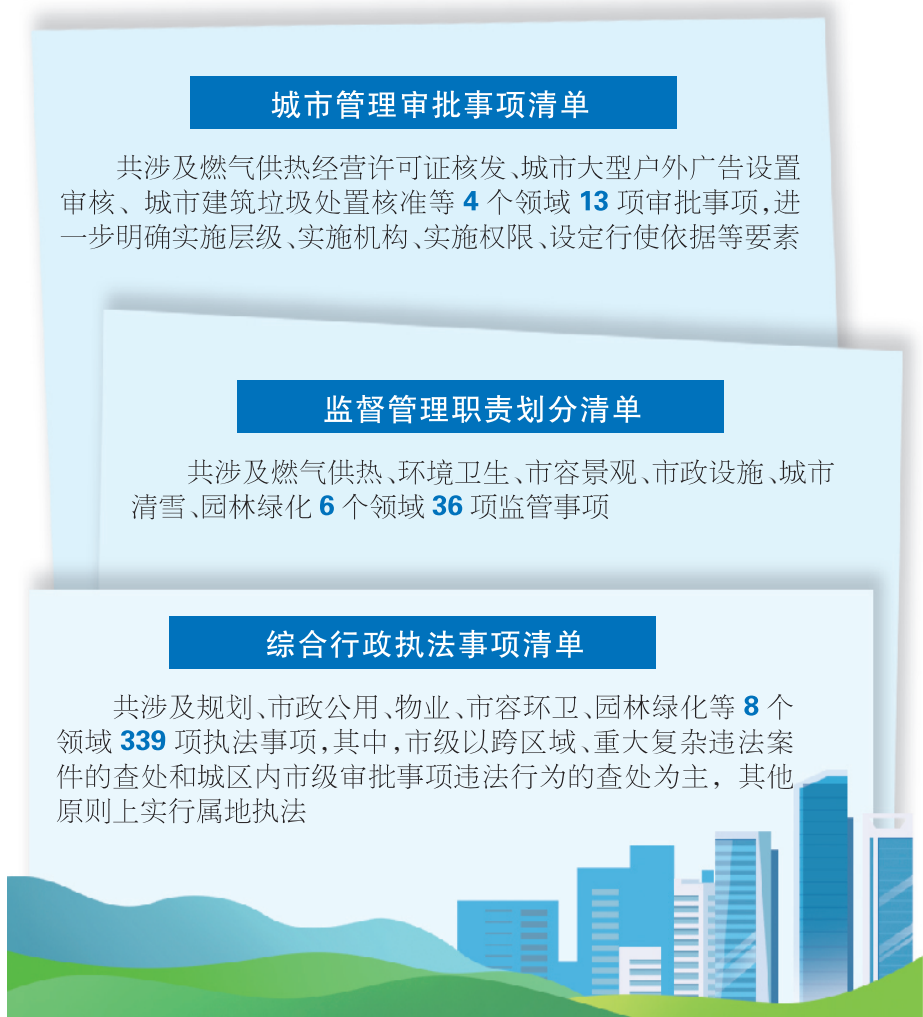 城市管理审批事项清单
共涉及燃气供热经营许可证核发、城市大型户外广告设置
审核、城市建筑垃圾处置核准等 4 个领域 13 项审批事项,进
一步明确实施层级、实施机构、实施权限、设定行使依据等要素
监督管理职责划分清单
共涉及燃气供热、环境卫生、市容景观、市政设施、城市
清雪、园林绿化 6 个领域 36 项监管事项
综合行政执法事项清单
共涉及规划、市政公用、物业、市容环卫、园林绿化等 8 个
领域 339 项执法事项,其中,市级以跨区域、重大复杂违法案
件的查处和城区内市级审批事项违法行为的查处为主，其他
原则上实行属地执法